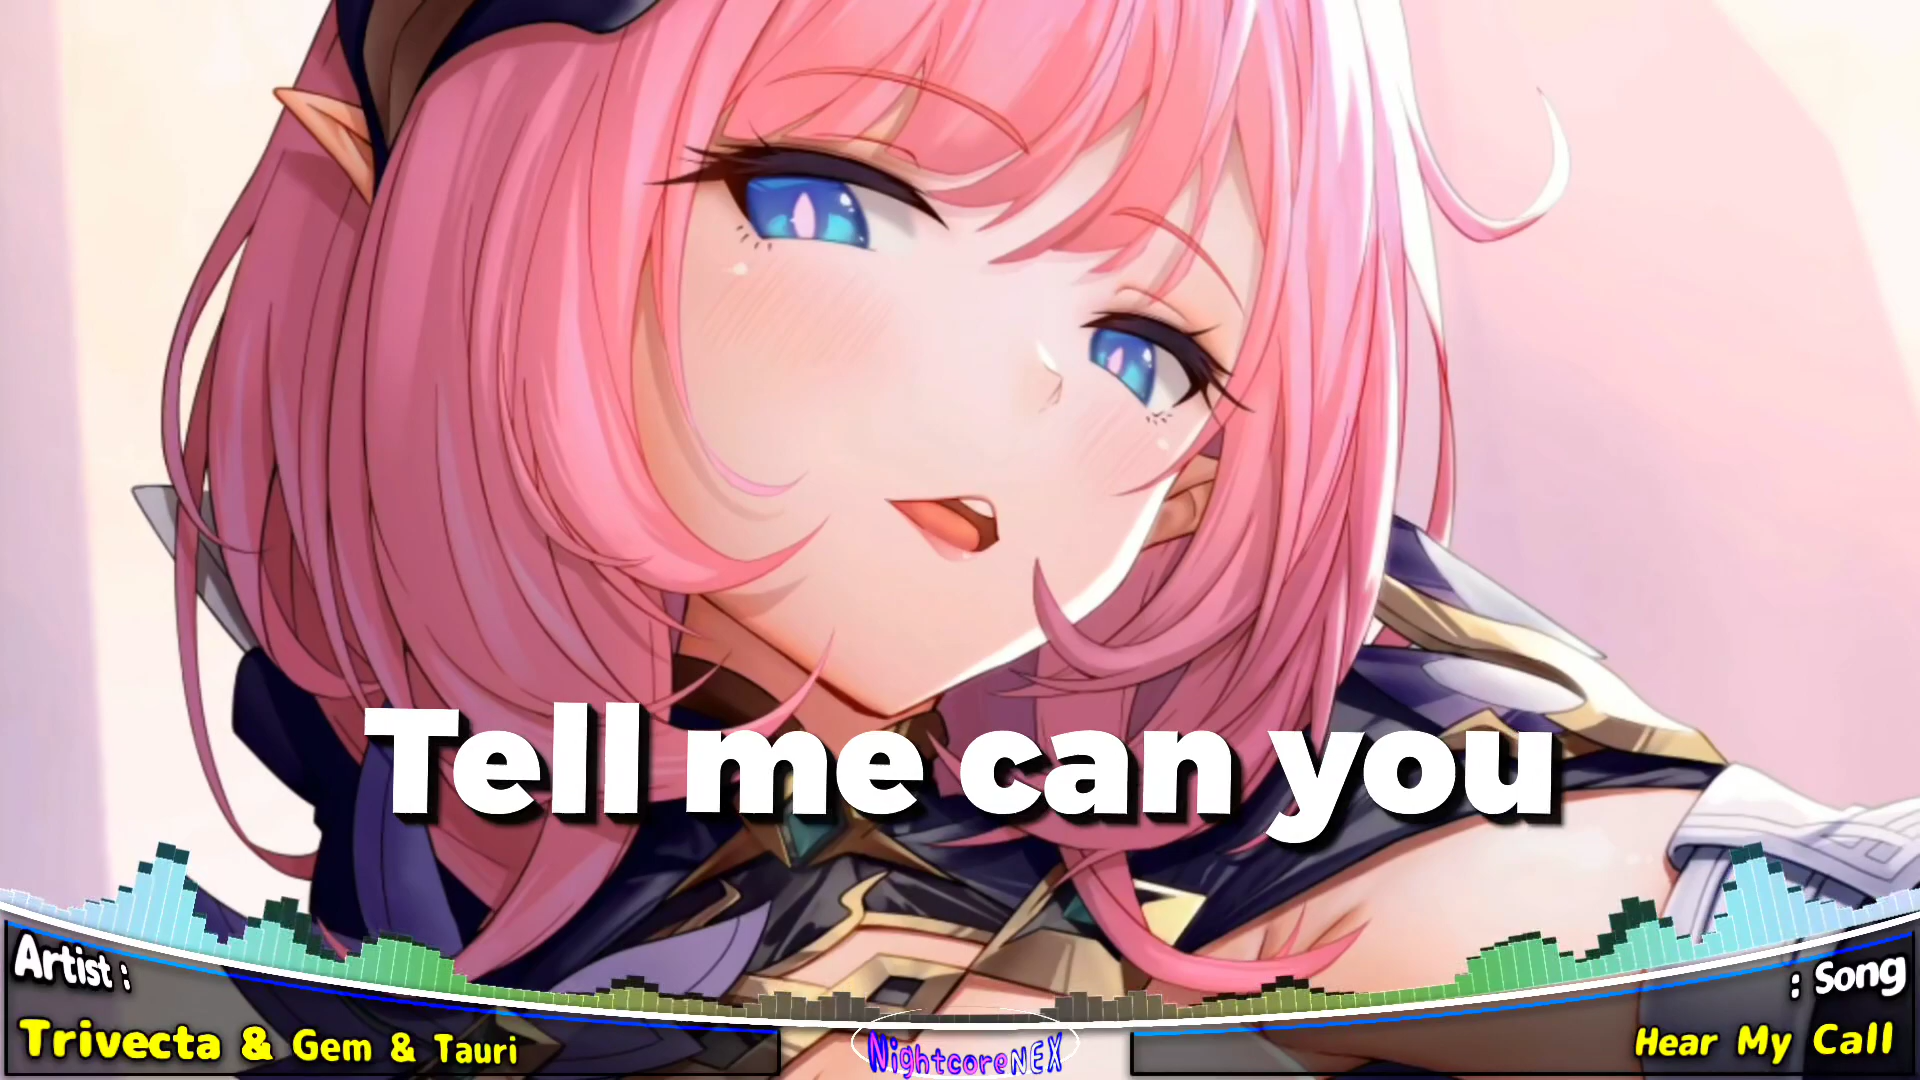 Tell me can you
Artist :
: Song
Trivecta & Gem & Tauri
NightcoreNEX
Hear My Call